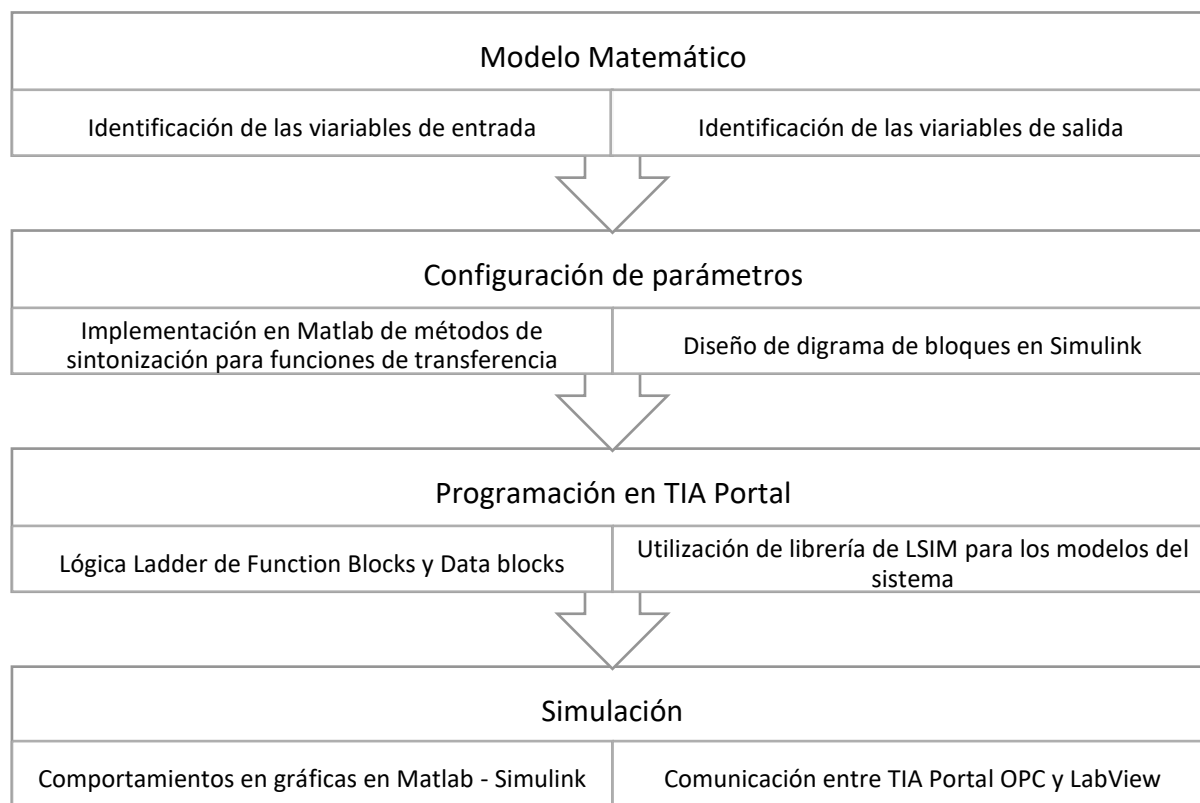 Modelo Matemático
Identificación de las viariables de entrada
Identificación de las viariables de salida
Configuración de parámetros
Implementación en Matlab de métodos de
sintonización para funciones de transferencia
Diseño de digrama de bloques en Simulink
Programación en TIA Portal
Lógica Ladder de Function Blocks y Data blocks
Utilización de librería de LSIM para los modelos del
sistema
Simulación
Comportamientos en gráficas en Matlab - Simulink
Comunicación entre TIA Portal OPC y LabView